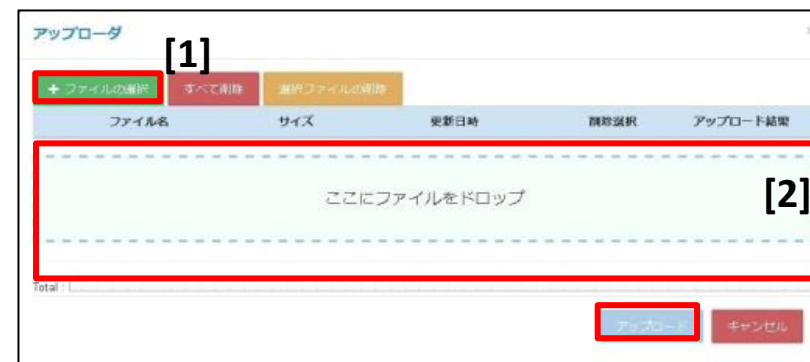 アップローダ
[1]
+ ファイルの選択 すべて削除 選択ファイルの削除
ファイル名 サイズ 更新日時 削除選択 アップロード結果
ここにファイルをドロップ
[2]
Total :
アップロード キャンセル